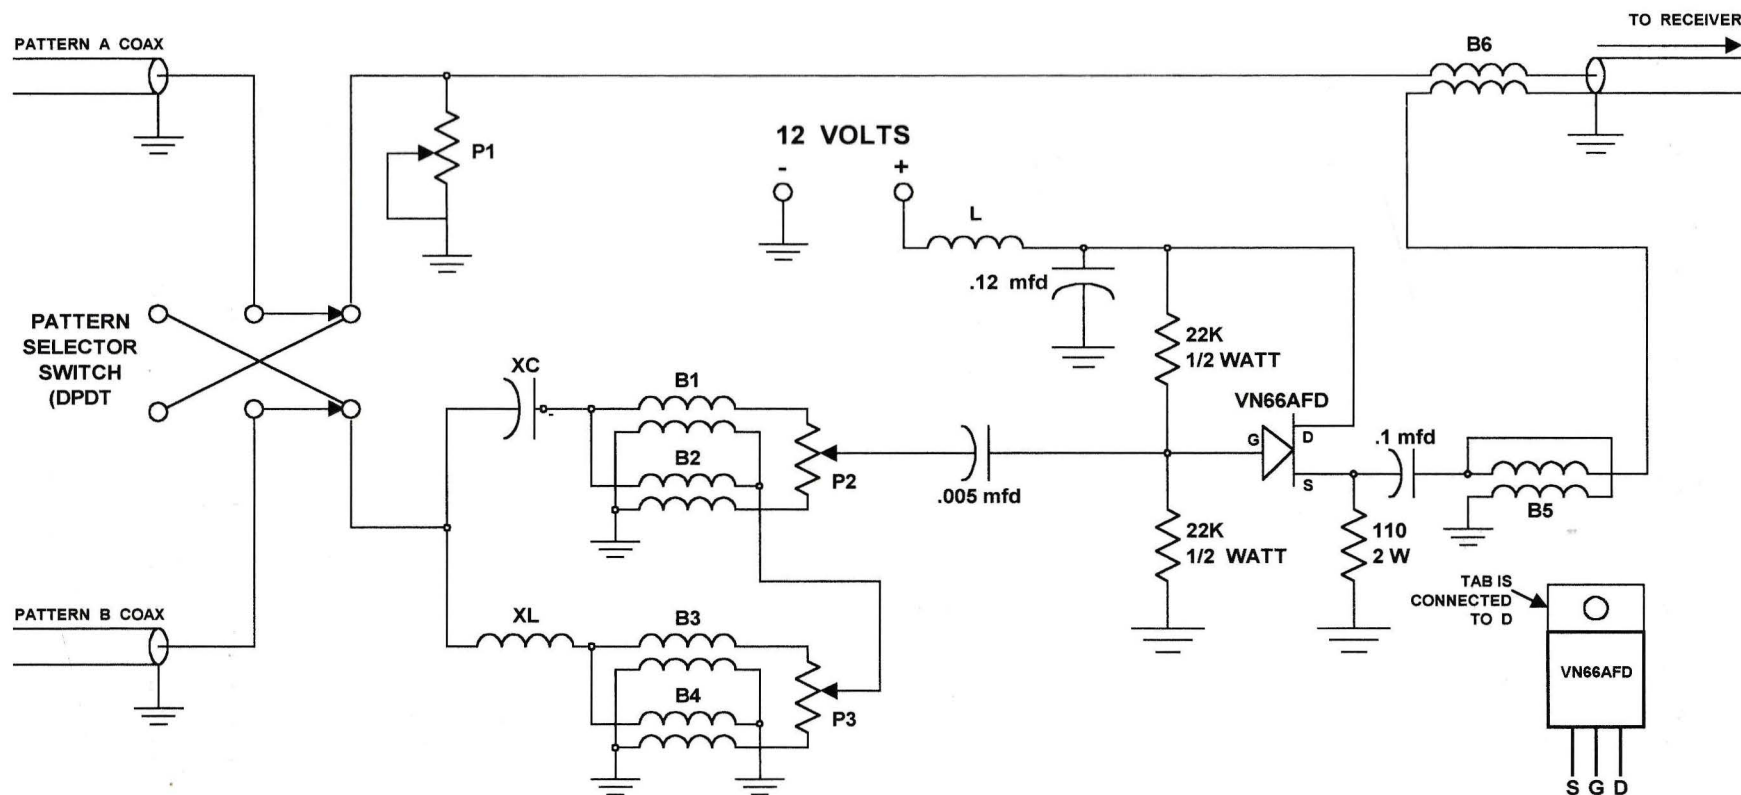 TO RECEIVER
PATTERN A COAX
B6
P1
12 VOLTS
- +
L
.12 mfd
PATTERN
SELECTOR
SWITCH
(DPDT
22K
1/2 WATT
XC
B1
VN66AFD
G
D
S
.1 mfd
B2
P2
.005 mfd
B5
22K
1/2 WATT
110
2 W
TAB IS
CONNECTED
TO D
PATTERN B COAX
XL
B3
B4
P3
VN66AFD
S G D